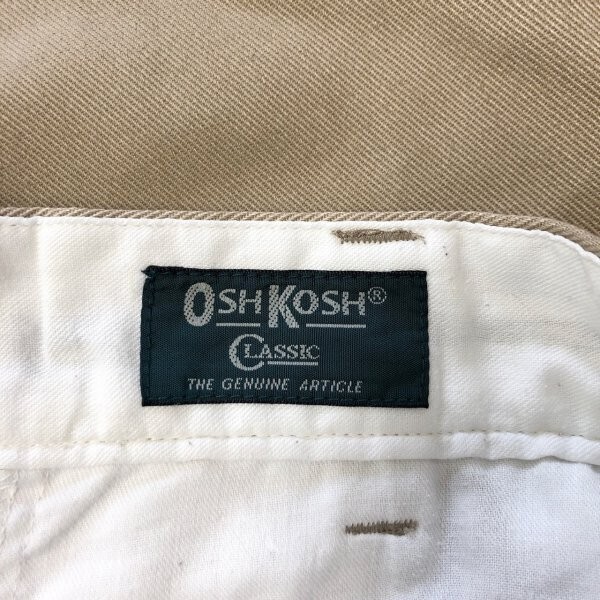 OSHKOSH®
CLASSIC
THE GENUINE ARTICLE